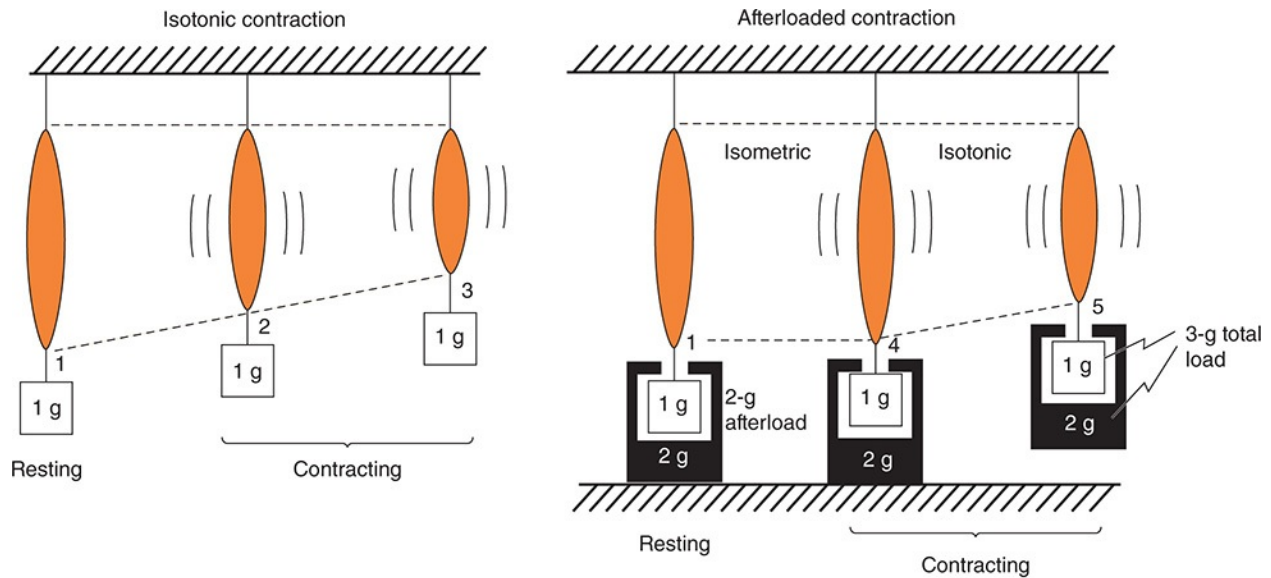 Isotonic contraction
1
1 g
2
1 g
3
1 g
Resting
Contracting
Afterloaded contraction
Isometric
Isotonic
1
1 g
2-g
afterload
2 g
4
1 g
2 g
5
1 g
2 g
3-g total
load
Resting
Contracting